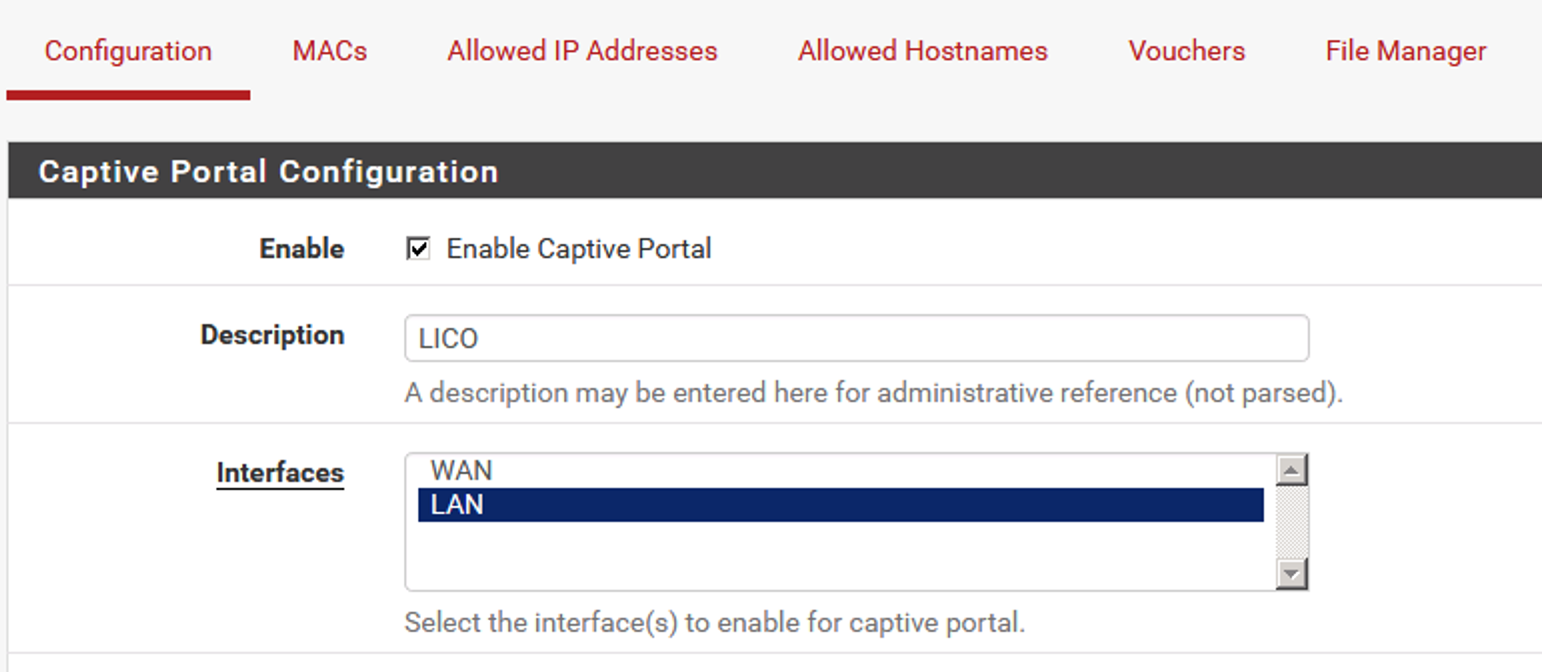 Configuration MACs Allowed IP Addresses Allowed Hostnames Vouchers File Manager
Captive Portal Configuration
Enable Enable Captive Portal
Description LICO
A description may be entered here for administrative reference (not parsed).
Interfaces WAN
LAN
Select the interface(s) to enable for captive portal.